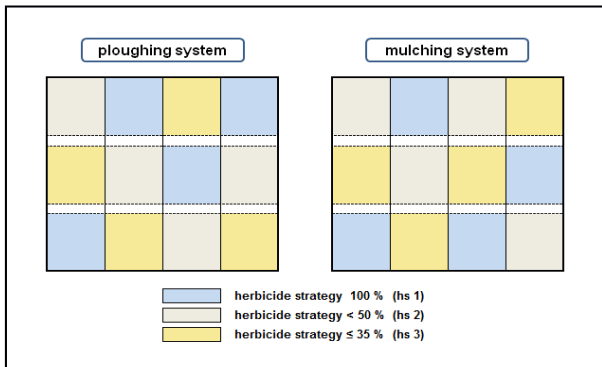 ploughing system
mulching system
herbicide strategy 100 % (hs 1)
herbicide strategy < 50 % (hs 2)
herbicide strategy ≤ 35 % (hs 3)